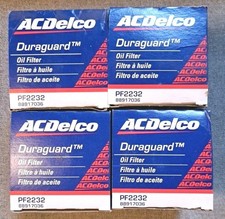 ACDelco
Duraguard™
Oil Filter
Filtre à huile
Filtro de aceite
PF2232
88917036
ACDelco
Duraguard™
Oil Filter
Filtre à huile
Filtro de aceite
PF2232
88917036
ACDelco
Duraguard™
Oil Filter
Filtre à huile
Filtro de aceite
PF2232
88917036
ACDelco
Duraguard™
Oil Filter
Filtre à huile
Filtro de aceite
PF2232
88917036